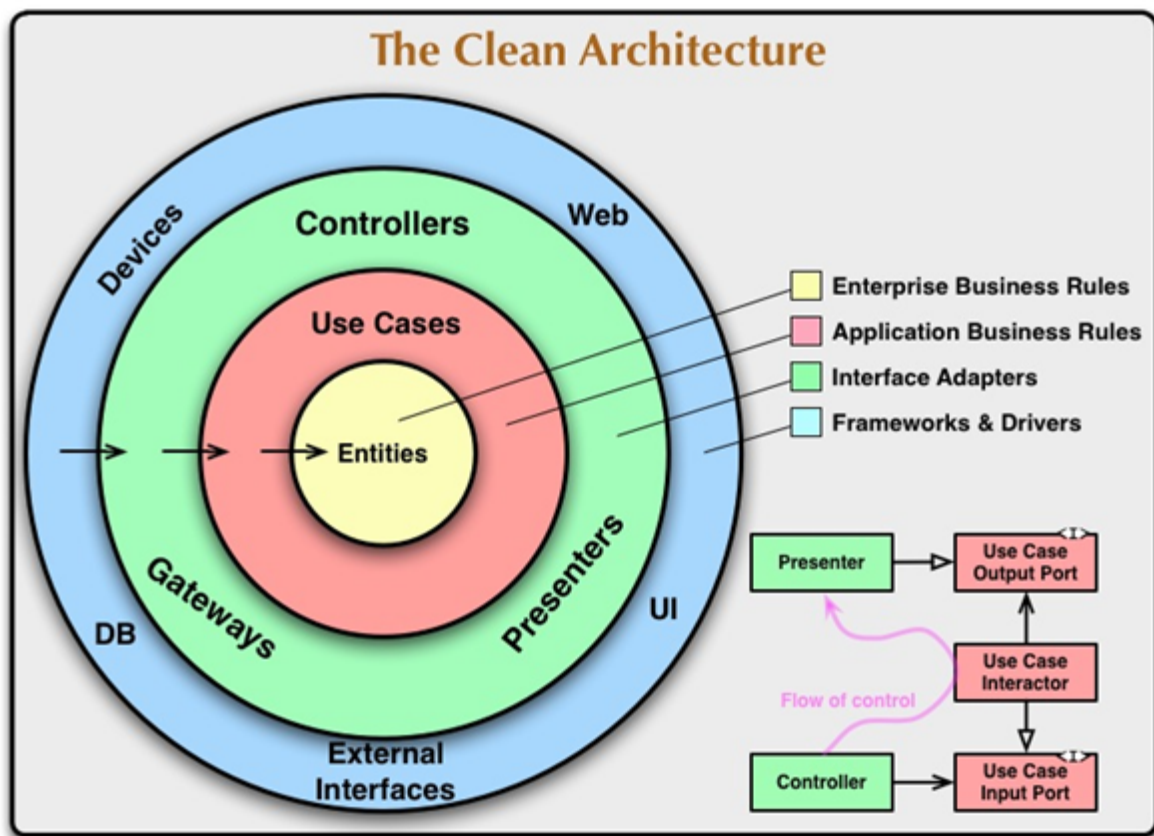 The Clean Architecture
Devices
Web
Controllers
Use Cases
Entities
Gateways
Presenters
DB
UI
External
Interfaces
Enterprise Business Rules
Application Business Rules
Interface Adapters
Frameworks & Drivers
Presenter
Use Case
Output Port
<I>
Use Case
Interactor
Flow of control
Controller
Use Case
Input Port
<I>